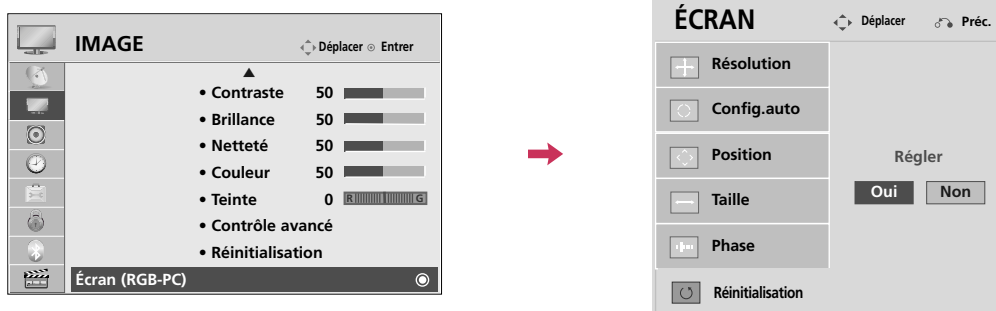 IMAGE
Déplacer Entrer
• Contraste 50
• Brillance 50
• Netteté 50
• Couleur 50
• Teinte 0 R G
• Contrôle avancé
• Réinitialisation
Écran (RGB-PC)
ÉCRAN
Déplacer Préc.
Résolution
Config.auto
Position
Taille
Phase
Réinitialisation
Régler
Oui Non